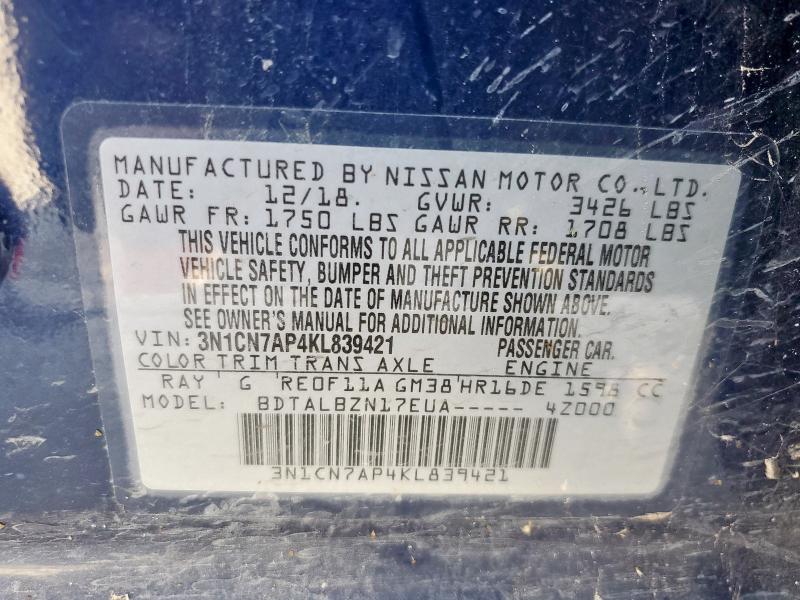 MANUFACTURED BY NISSAN MOTOR CO., LTD.
DATE: 12/18. GVWR: 3426 LBS
GAWR FR: 1750 LBS GAWR RR: 1708 LBS
THIS VEHICLE CONFORMS TO ALL APPLICABLE FEDERAL MOTOR
VEHICLE SAFETY, BUMPER AND THEFT PREVENTION STANDARDS
IN EFFECT ON THE DATE OF MANUFACTURE SHOWN ABOVE.
SEE OWNER'S MANUAL FOR ADDITIONAL INFORMATION.
VIN: 3N1CN7AP4KL839421 PASSENGER CAR.
COLOR TRIM TRANS AXLE ENGINE
RAY G RE0F11A GM38 HR16DE 1598 CC
MODEL: BDTALBZN17EUA----- 4Z000
3N1CN7AP4KL839421